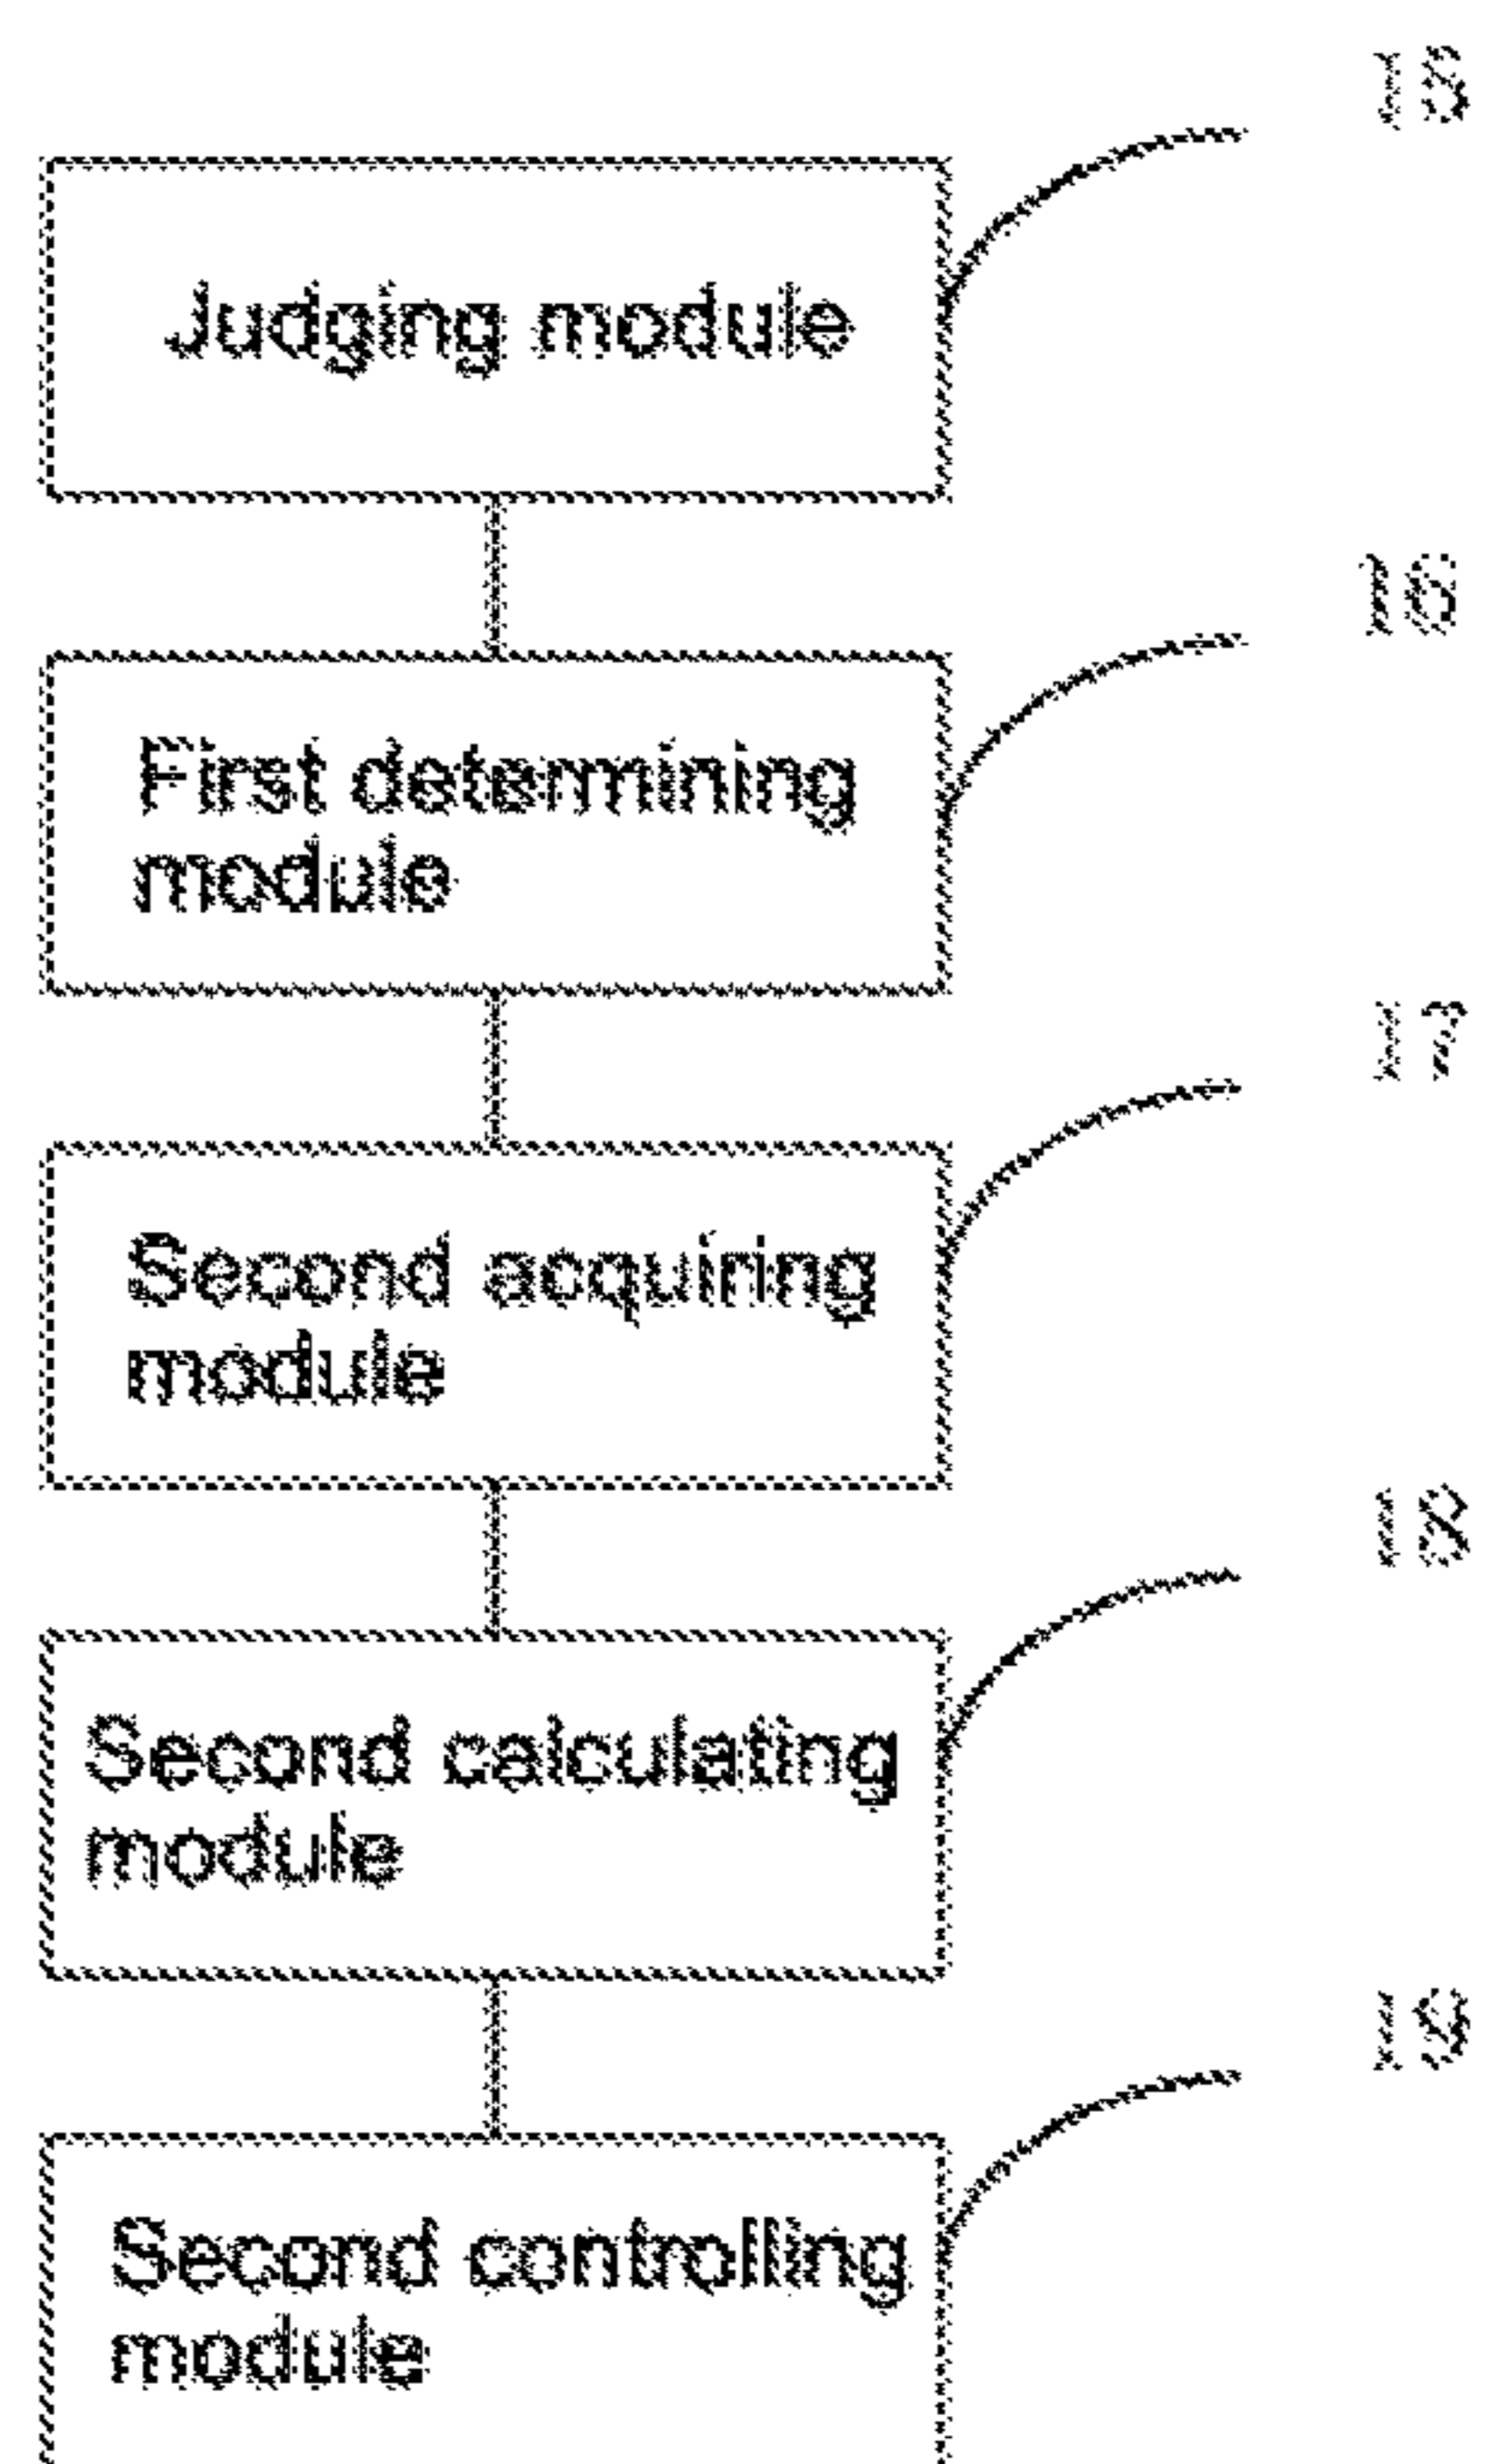 15
Judging module
16
First determining
module
17
Second acquiring
module
18
Second calculating
module
19
Second controlling
module